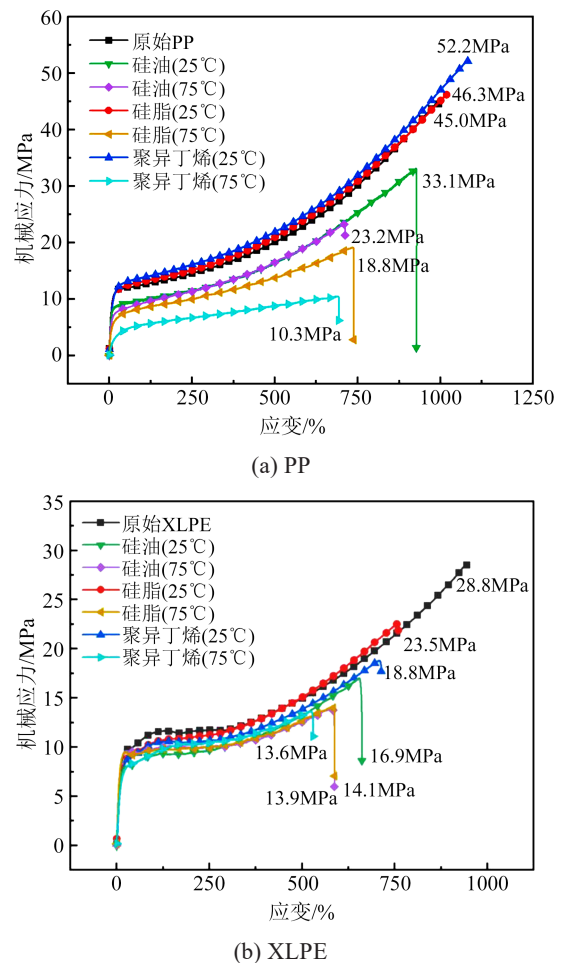 60
50
40
30
20
10
0
机械应力/MPa
原始PP
硅油(25℃)
硅油(75℃)
硅脂(25℃)
硅脂(75℃)
聚异丁烯(25℃)
聚异丁烯(75℃)
52.2MPa
46.3MPa
45.0MPa
33.1MPa
23.2MPa
18.8MPa
10.3MPa
0 250 500 750 1000 1250
应变/%
(a) PP
35
30
25
20
15
10
5
0
机械应力/MPa
原始XLPE
硅油(25℃)
硅油(75℃)
硅脂(25℃)
硅脂(75℃)
聚异丁烯(25℃)
聚异丁烯(75℃)
28.8MPa
23.5MPa
18.8MPa
16.9MPa
13.6MPa
14.1MPa
13.9MPa
0 250 500 750 1000
应变/%
(b) XLPE